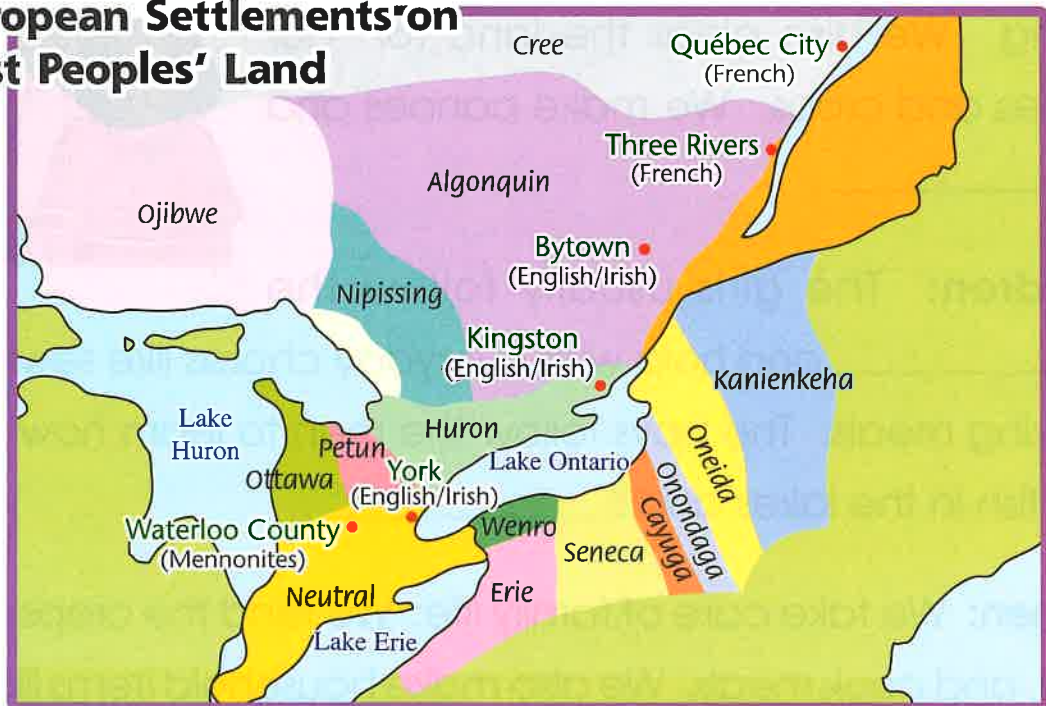 ropean Settlements on
st Peoples' Land
Cree
Québec City
(French)
Three Rivers
(French)
Algonquin
Ojibwe
Bytown
(English/Irish)
Nipissing
Kingston
(English/Irish)
Kanienkeha
Lake
Huron
Huron
Petun
Lake Ontario
Oneida
Onondaga
Cayuga
York
(English/Irish)
Ottawa
Waterloo County
(Mennonites)
Wenro
Seneca
Neutral
Erie
Lake Erie